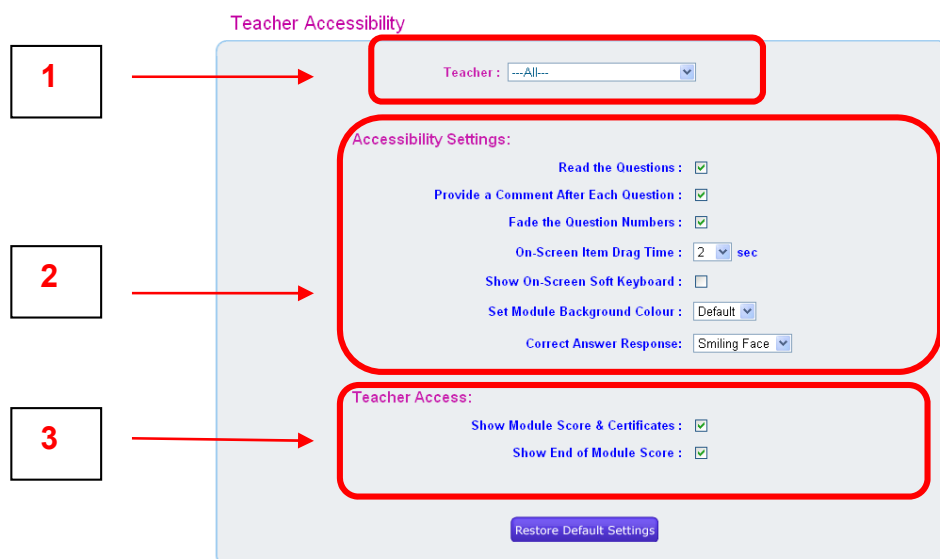 Teacher Accessibility
1
Teacher : ---All---
2
Accessibility Settings:
Read the Questions :
Provide a Comment After Each Question :
Fade the Question Numbers :
On-Screen Item Drag Time : 2 sec
Show On-Screen Soft Keyboard :
Set Module Background Colour : Default
Correct Answer Response: Smiling Face
3
Teacher Access:
Show Module Score & Certificates :
Show End of Module Score :
Restore Default Settings